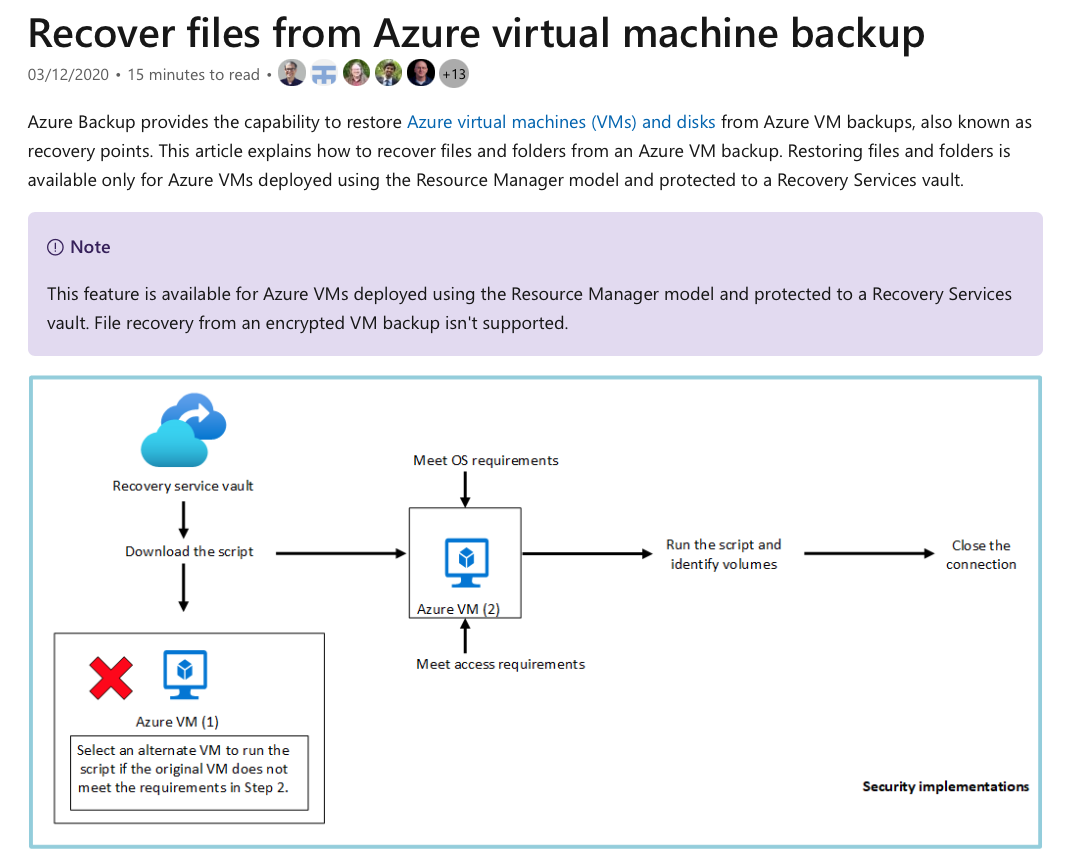 Recover files from Azure virtual machine backup
03/12/2020 • 15 minutes to read • +13
Azure Backup provides the capability to restore Azure virtual machines (VMs) and disks from Azure VM backups, also known as
recovery points. This article explains how to recover files and folders from an Azure VM backup. Restoring files and folders is
available only for Azure VMs deployed using the Resource Manager model and protected to a Recovery Services vault.
Note
This feature is available for Azure VMs deployed using the Resource Manager model and protected to a Recovery Services
vault. File recovery from an encrypted VM backup isn't supported.
Recovery service vault
Download the script
Azure VM (1)
Select an alternate VM to run the
script if the original VM does not
meet the requirements in Step 2.
Meet OS requirements
Azure VM (2)
Meet access requirements
Run the script and
identify volumes
Close the
connection
Security implementations